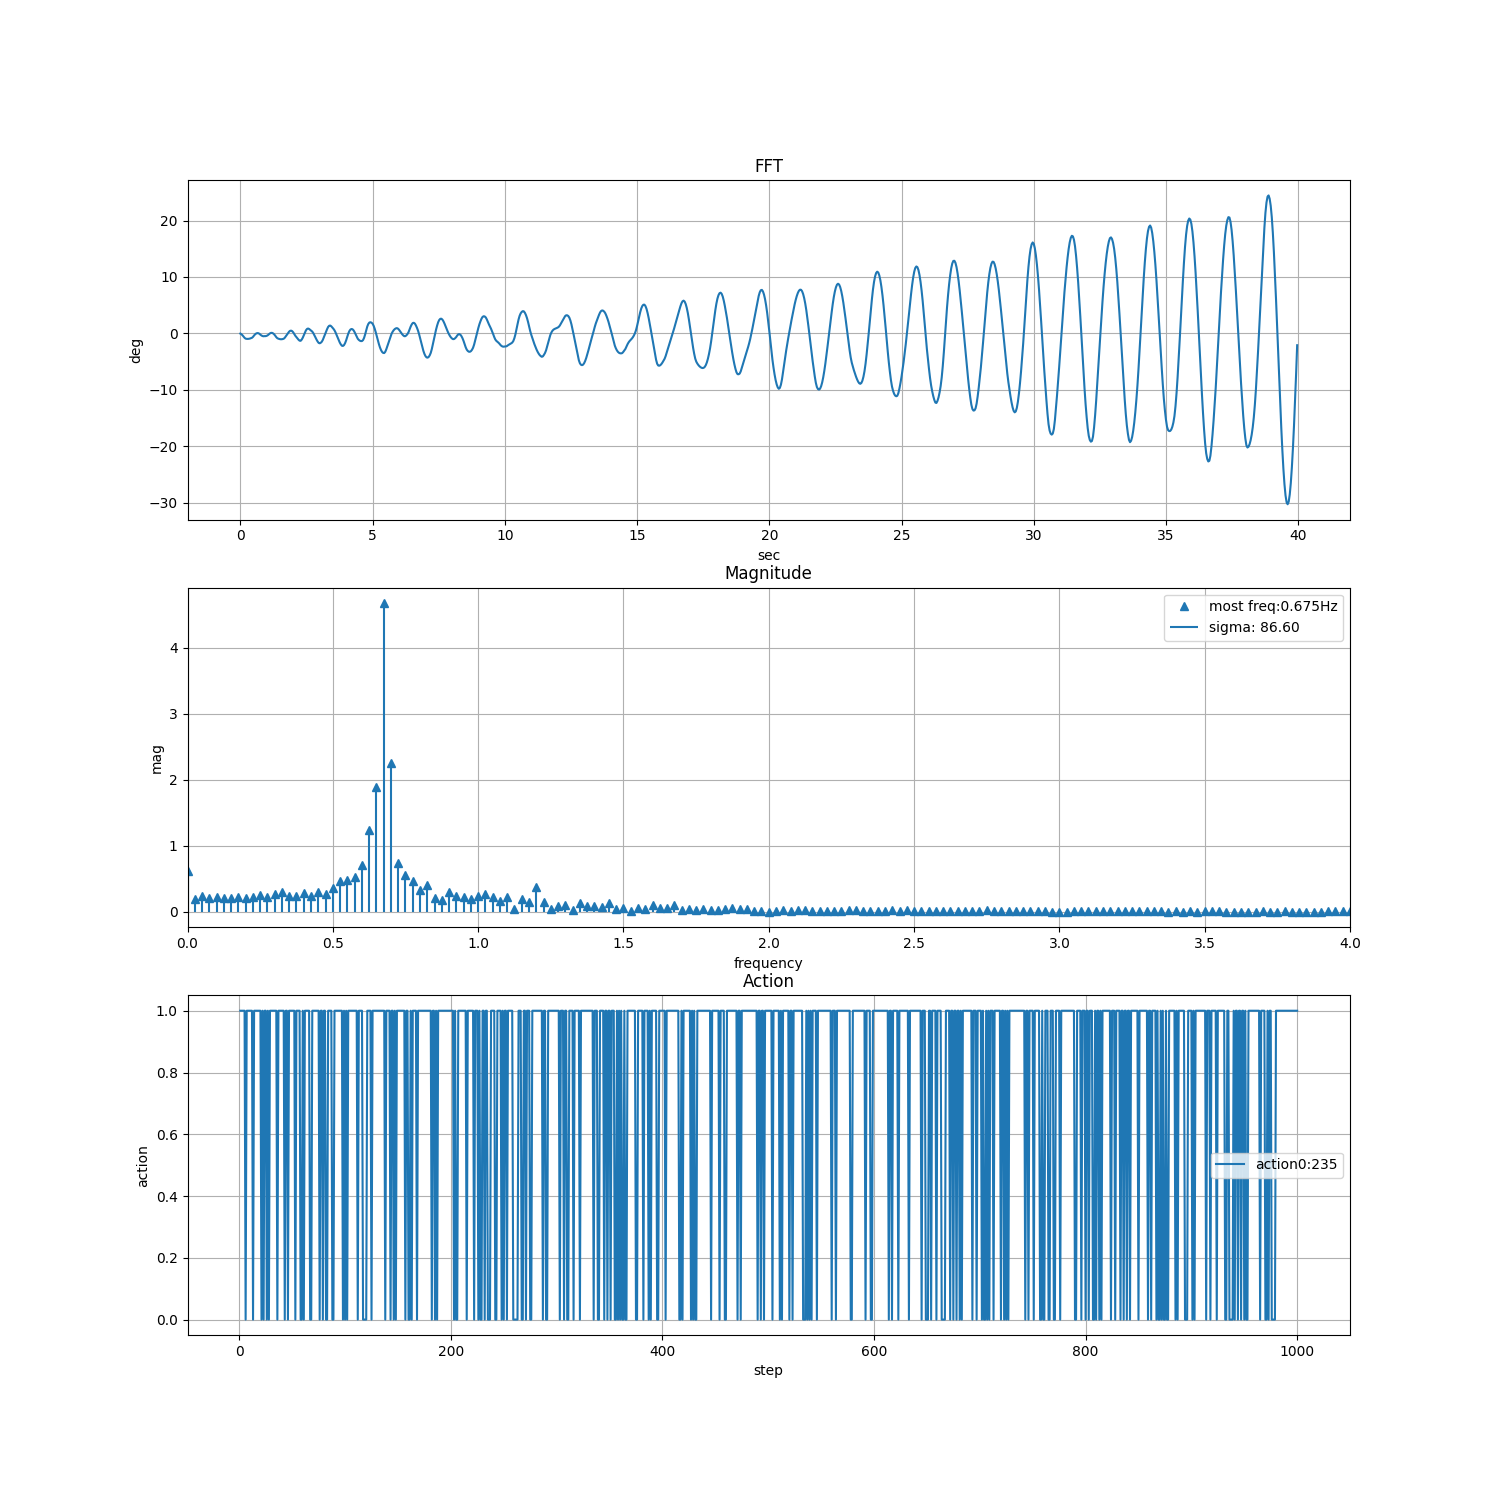 FFT
20
10
0
−10
−20
−30
deg
0 5 10 15 20 25 30 35 40
sec
Magnitude
most freq:0.675Hz
sigma: 86.60
4
3
2
1
0
mag
0.0 0.5 1.0 1.5 2.0 2.5 3.0 3.5 4.0
frequency
Action
1.0
0.8
0.6
0.4
0.2
0.0
action
action0:235
0 200 400 600 800 1000
step